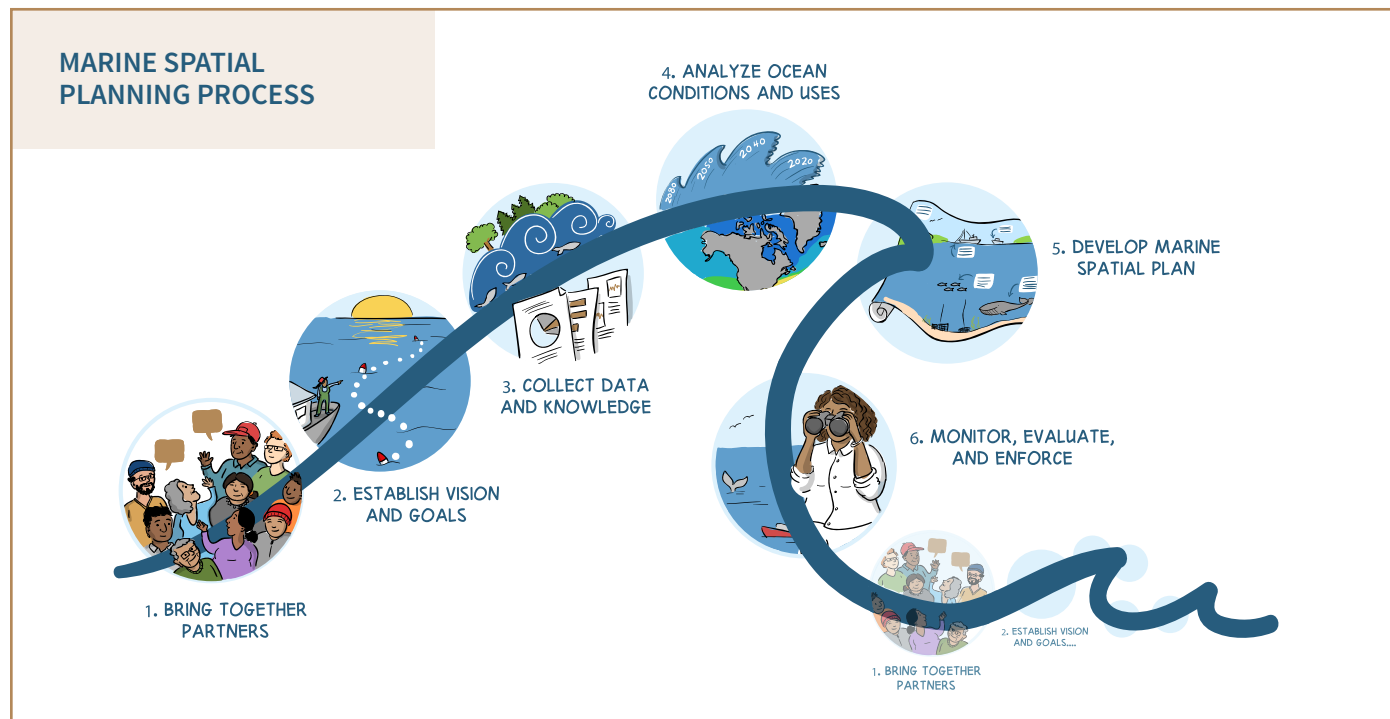 MARINE SPATIAL
PLANNING PROCESS
1. BRING TOGETHER
PARTNERS
2. ESTABLISH VISION
AND GOALS
3. COLLECT DATA
AND KNOWLEDGE
4. ANALYZE OCEAN
CONDITIONS AND USES
2080
2050
2040
2020
5. DEVELOP MARINE
SPATIAL PLAN
6. MONITOR, EVALUATE,
AND ENFORCE
1. BRING TOGETHER
PARTNERS
2. ESTABLISH VISION
AND GOALS....